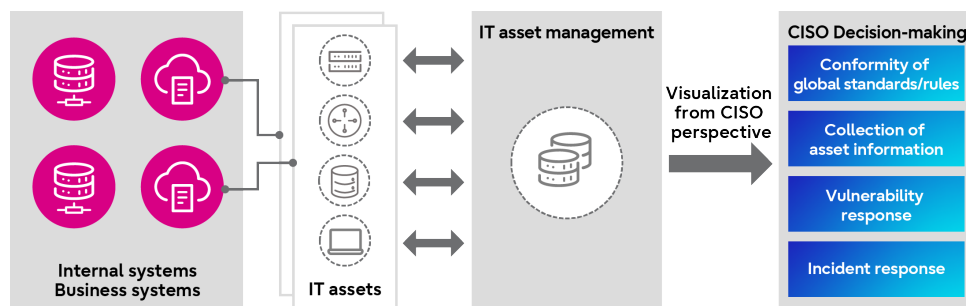 Internal systems
Business systems
IT assets
IT asset management
Visualization
from CISO
perspective
CISO Decision-making
Conformity of
global standards/rules
Collection of
asset information
Vulnerability
response
Incident response